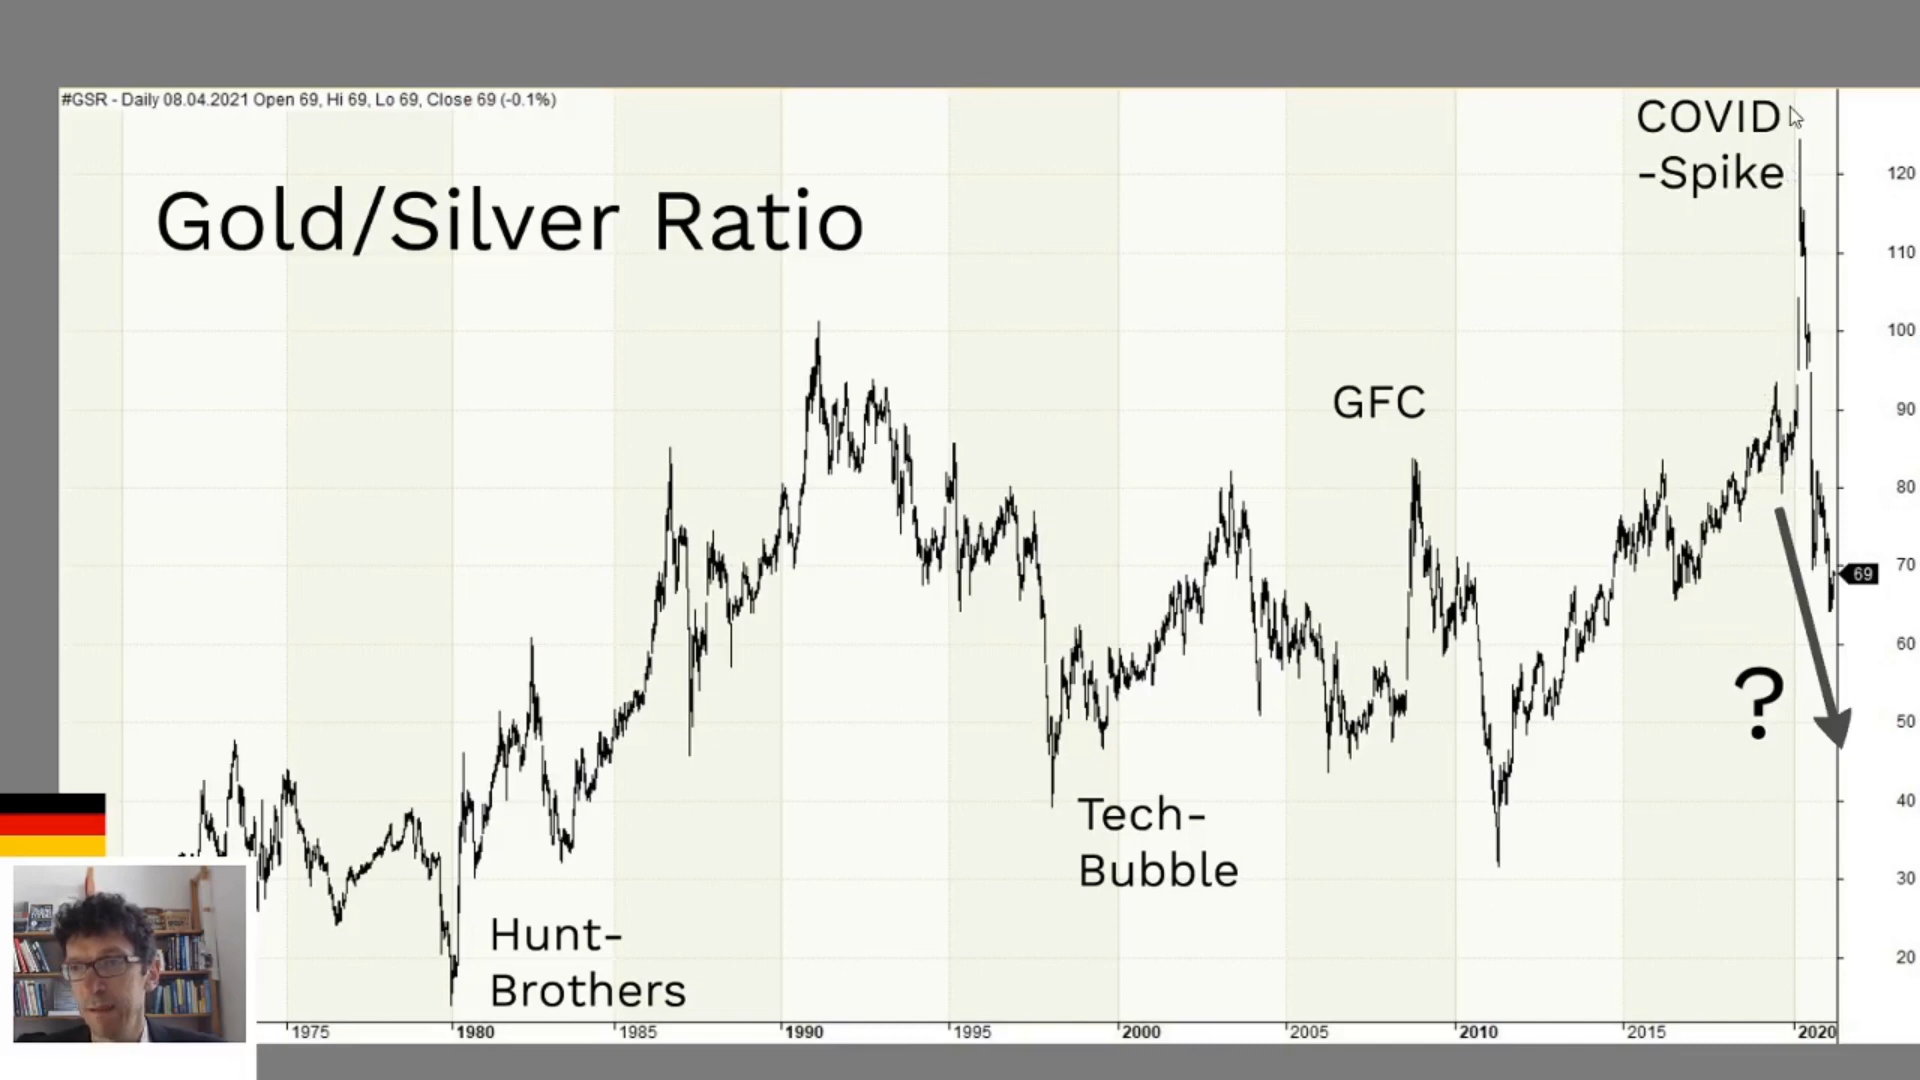 #GSR - Daily 08.04.2021 Open 69, Hi 69, Lo 69, Close 69 (-0.1%)
COVID
-Spike
Gold/Silver Ratio
GFC
?
Tech-
Bubble
Hunt-
Brothers
120
110
100
90
80
70
69
60
50
40
30
20
1975 1980 1985 1990 1995 2000 2005 2010 2015 2020